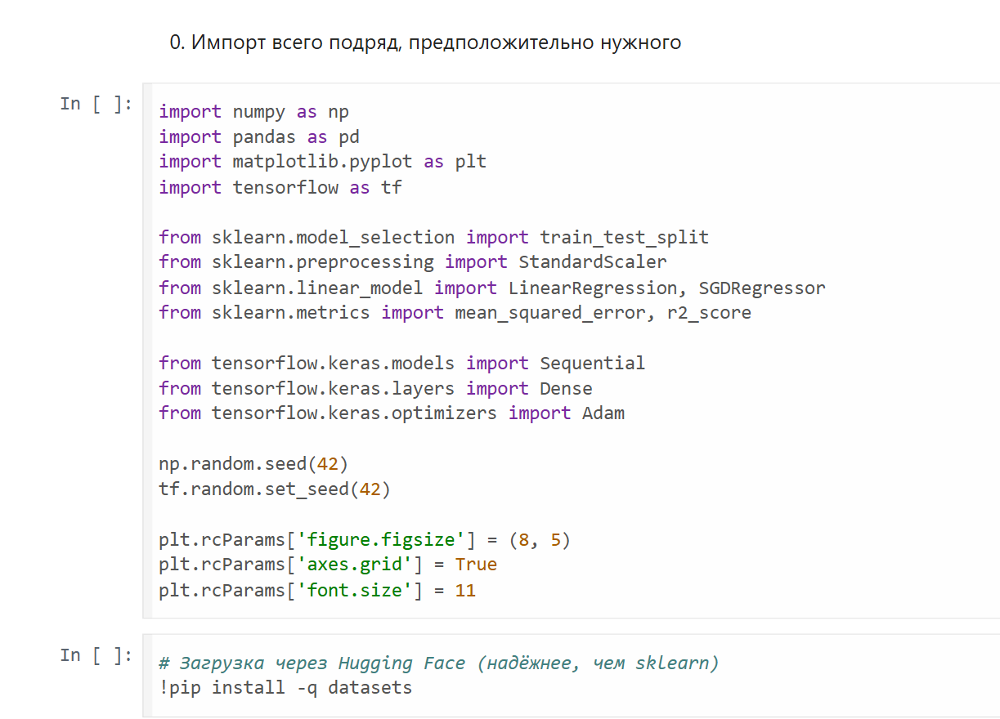 0. Импорт всего подряд, предположительно нужного
In [ ]:
import numpy as np
import pandas as pd
import matplotlib.pyplot as plt
import tensorflow as tf
from sklearn.model_selection import train_test_split
from sklearn.preprocessing import StandardScaler
from sklearn.linear_model import LinearRegression, SGDRegressor
from sklearn.metrics import mean_squared_error, r2_score
from tensorflow.keras.models import Sequential
from tensorflow.keras.layers import Dense
from tensorflow.keras.optimizers import Adam
np.random.seed(42)
tf.random.set_seed(42)
plt.rcParams['figure.figsize'] = (8, 5)
plt.rcParams['axes.grid'] = True
plt.rcParams['font.size'] = 11
In [ ]:
# Загрузка через Hugging Face (надёжнее, чем sklearn)
!pip install -q datasets